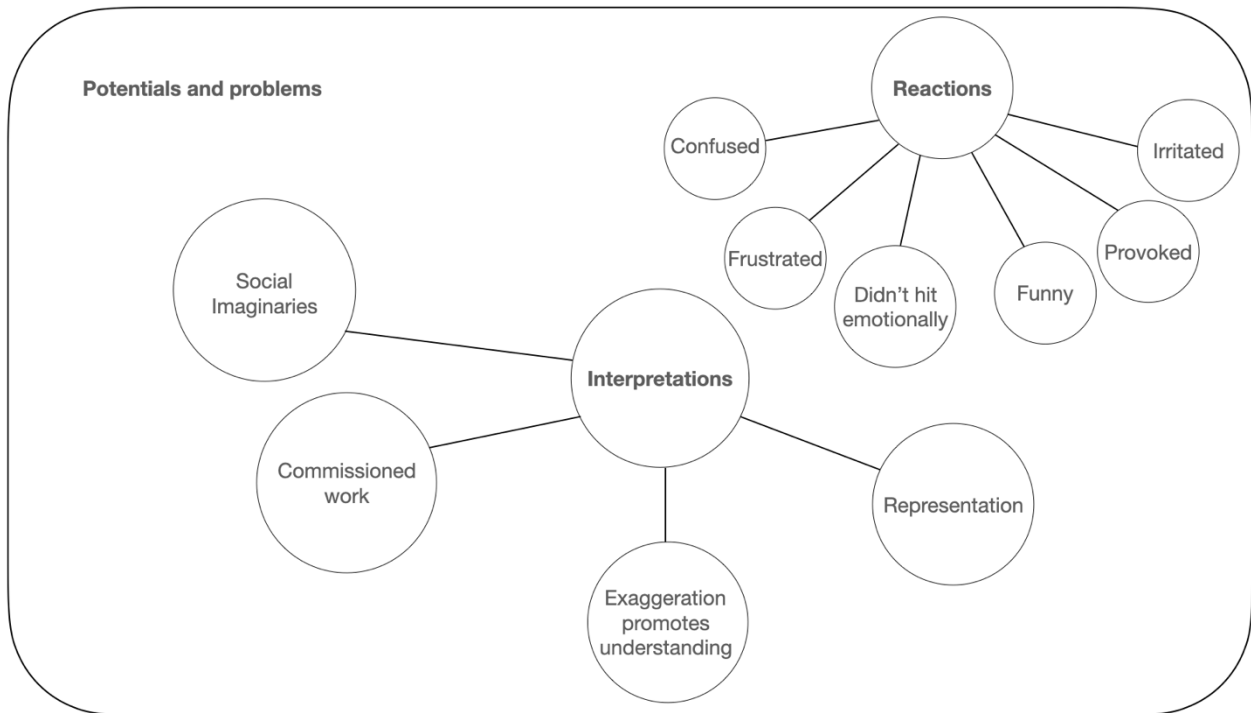 Potentials and problems
Reactions
Confused
Irritated
Frustrated
Didn't hit
emotionally
Funny
Provoked
Social
Imaginaries
Interpretations
Commissioned
work
Representation
Exaggeration
promotes
understanding